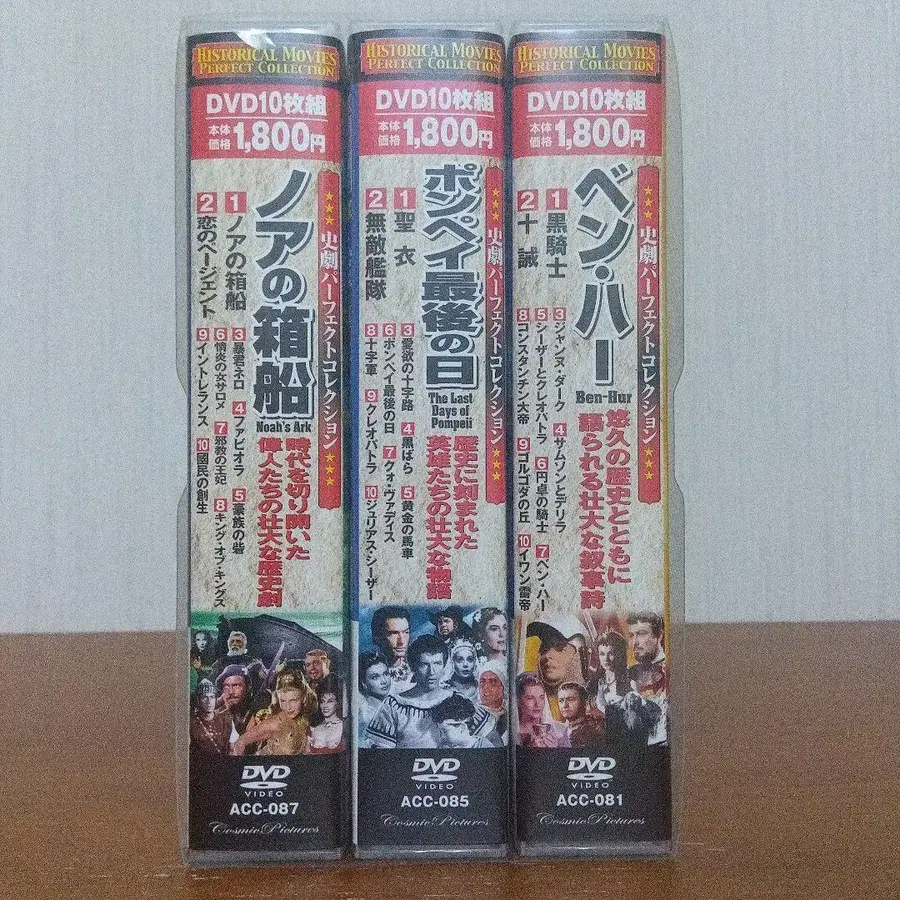 HISTORICAL MOVIES
PERFECT COLLECTION
DVD10枚組
本体価格 1,800円
★★★ 史劇パーフェクトコレクション ★★★
ノアの箱船
Noah's Ark
1 ノアの箱船
2 恋のページェント
3 暴君ネロ
4 ファビオラ
5 豪族の砦
6 情炎の女サロメ
7 邪教の王妃
8 キング・オブ・キングス
9 イントレランス
10 國民の創生
時代を切り開いた
偉人たちの壮大な歴史劇
DVD
VIDEO
ACC-087
Cosmic Pictures
HISTORICAL MOVIES
PERFECT COLLECTION
DVD10枚組
本体価格 1,800円
★★★ 史劇パーフェクトコレクション ★★★
ポンペイ最後の日
The Last
Days of
Pompeii
1 聖衣
2 無敵艦隊
3 愛欲の十字路
4 黒ばら
5 黄金の馬車
6 ポンペイ最後の日
7 クォ・ヴァディス
8 十字軍
9 クレオパトラ
10 ジュリアス・シーザー
歴史に刻まれた
英雄たちの壮大な物語
DVD
VIDEO
ACC-085
Cosmic Pictures
HISTORICAL MOVIES
PERFECT COLLECTION
DVD10枚組
本体価格 1,800円
★★★ 史劇パーフェクトコレクション ★★★
ベン・ハー
Ben-Hur
1 黒騎士
2 十誡
3 ジャンヌ・ダーク
4 サムソンとデリラ
5 シーザーとクレオパトラ
6 円卓の騎士
7 ベン・ハー
8 コンスタンチン大帝
9 ゴルゴダの丘
10 イワン雷帝
悠久の歴史とともに
語られる壮大な叙事詩
DVD
VIDEO
ACC-081
Cosmic Pictures